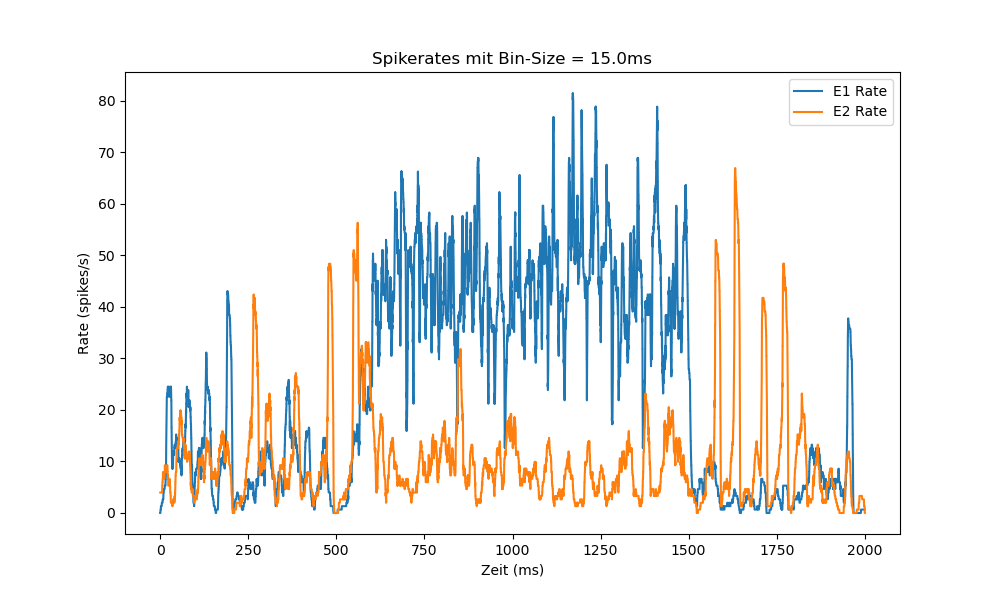 Spikerates mit Bin-Size = 15.0ms
E1 Rate
E2 Rate
80
70
60
50
40
30
20
10
0
Rate (spikes/s)
0 250 500 750 1000 1250 1500 1750 2000
Zeit (ms)